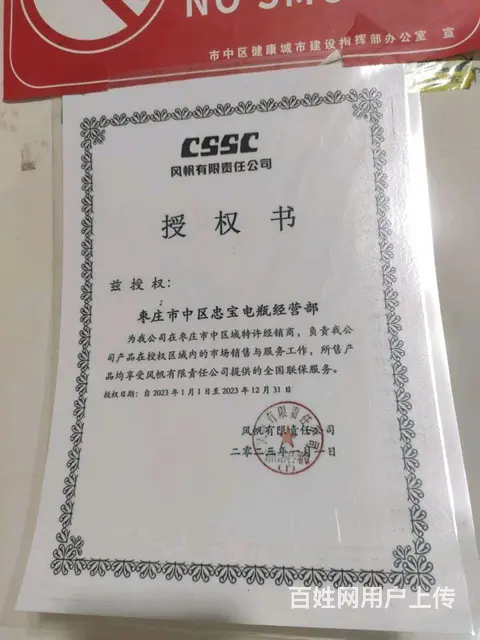 NO SMO
市中区健康城市建设指挥部办公室 宣
CSSC
风帆有限责任公司
授权书
兹授权：
枣庄市中区忠宝电瓶经营部
为我公司在枣庄市中区域特许经销商，负责我公
司产品在授权区域内的市场销售与服务工作，所售产
品均享受风帆有限责任公司提供的全国联保服务。
授权日期：自2023年1月1日至2023年12月31日
风帆有限责任公司
二〇二三年一月一日
百姓网用户上传